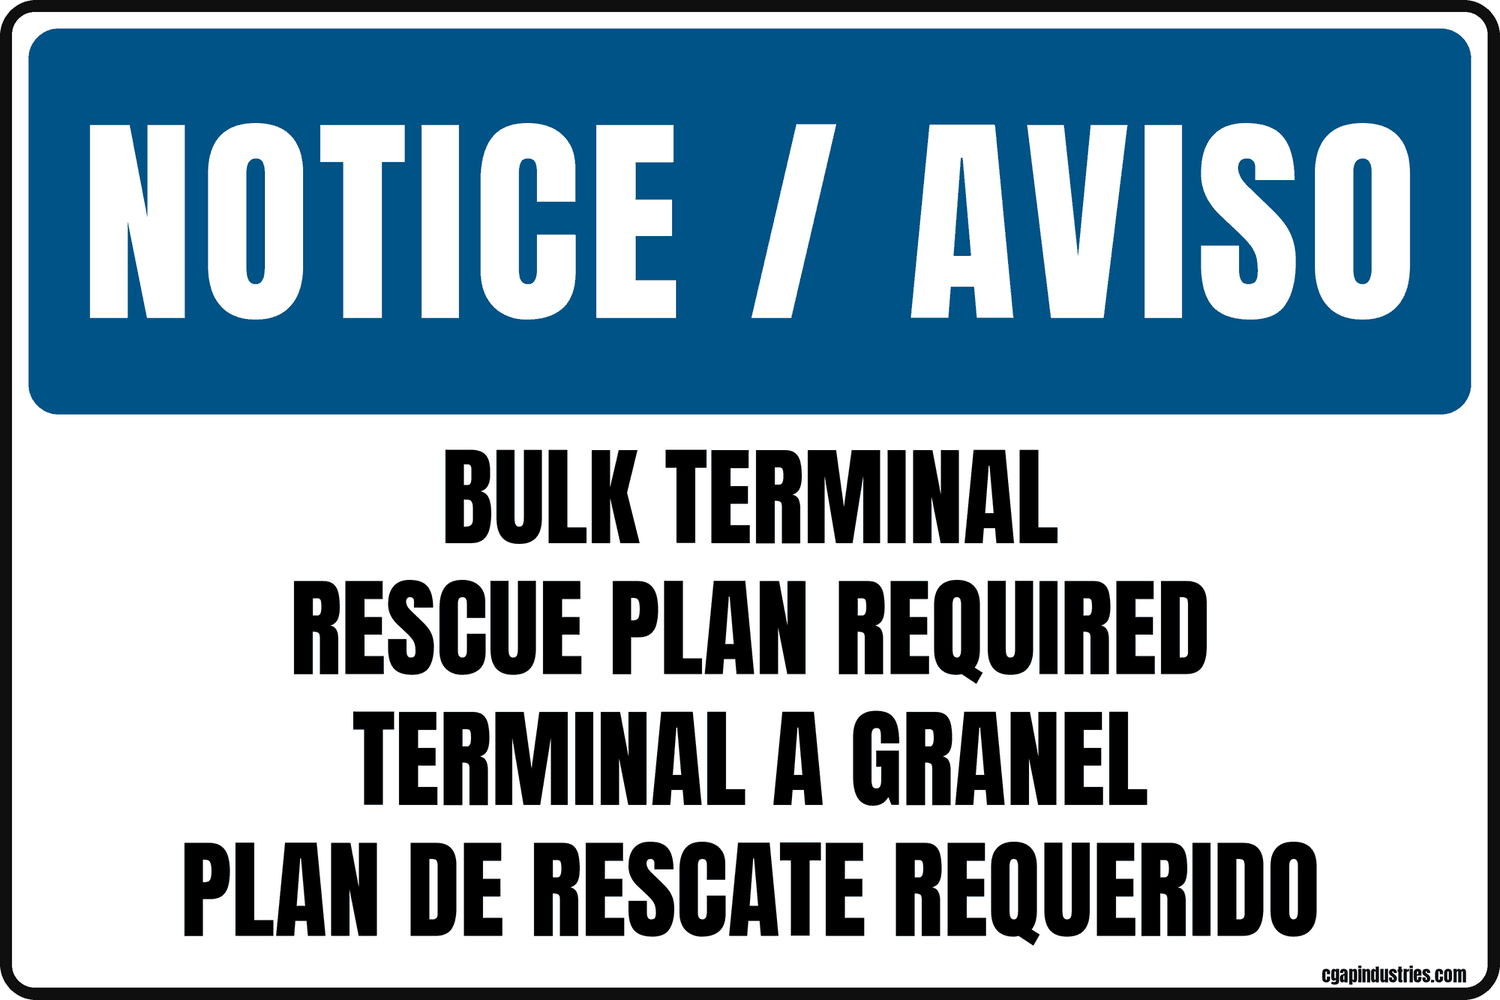 NOTICE / AVISO
BULK TERMINAL
RESCUE PLAN REQUIRED
TERMINAL A GRANEL
PLAN DE RESCATE REQUERIDO
cgapindustries.com